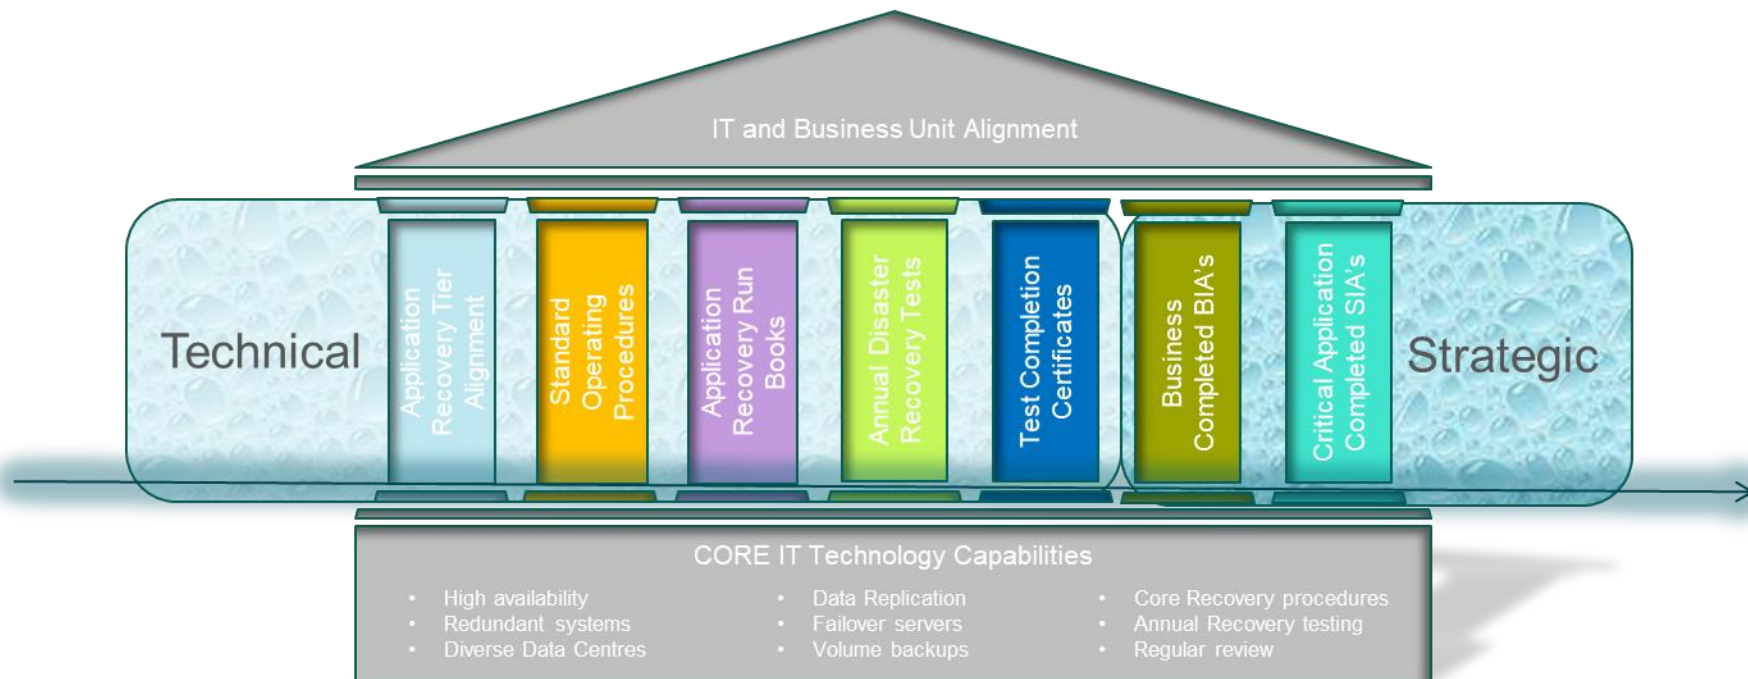 IT and Business Unit Alignment
Technical
Application
Recovery Tier
Alignment
Standard
Operating
Procedures
Application
Recovery Run
Books
Annual Disaster
Recovery Tests
Test Completion
Certificates
Business
Completed BIA's
Critical Application
Completed SIA's
Strategic
CORE IT Technology Capabilities
• High availability
• Redundant systems
• Diverse Data Centres
• Data Replication
• Failover servers
• Volume backups
• Core Recovery procedures
• Annual Recovery testing
• Regular review